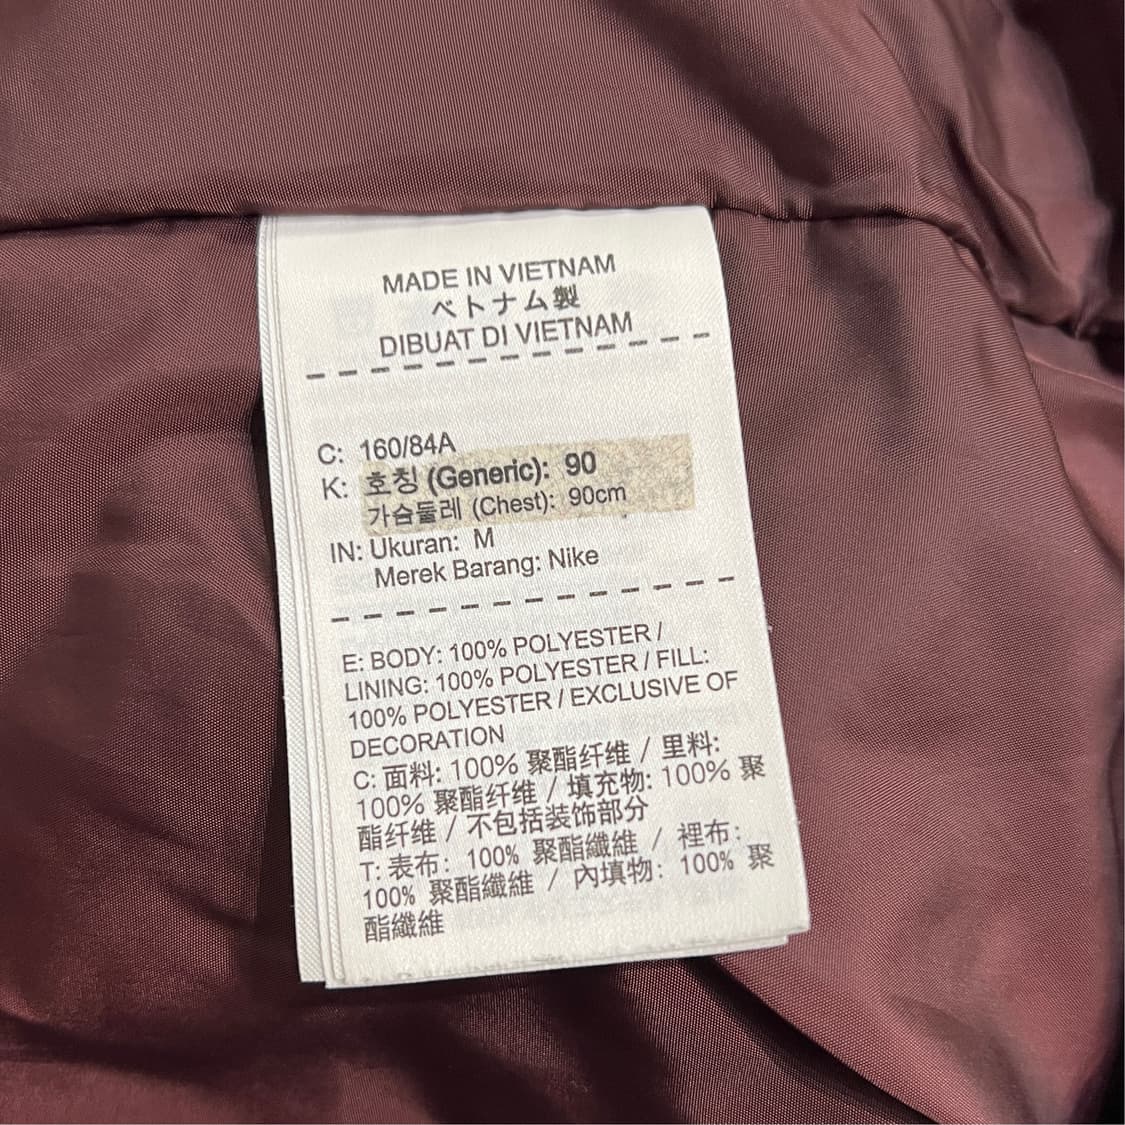 MADE IN VIETNAM
ベトナム製
DIBUAT DI VIETNAM
C: 160/84A
K: 호칭 (Generic): 90
가슴둘레 (Chest): 90cm
IN: Ukuran: M
Merek Barang: Nike
E: BODY: 100% POLYESTER /
LINING: 100% POLYESTER / FILL:
100% POLYESTER / EXCLUSIVE OF
DECORATION
C: 面料: 100% 聚酯纤维 / 里料:
100% 聚酯纤维 / 填充物: 100% 聚
酯纤维 / 不包括装饰部分
T: 表布: 100% 聚酯纖維 / 裡布:
100% 聚酯纖維 / 內填物: 100% 聚
酯纖維